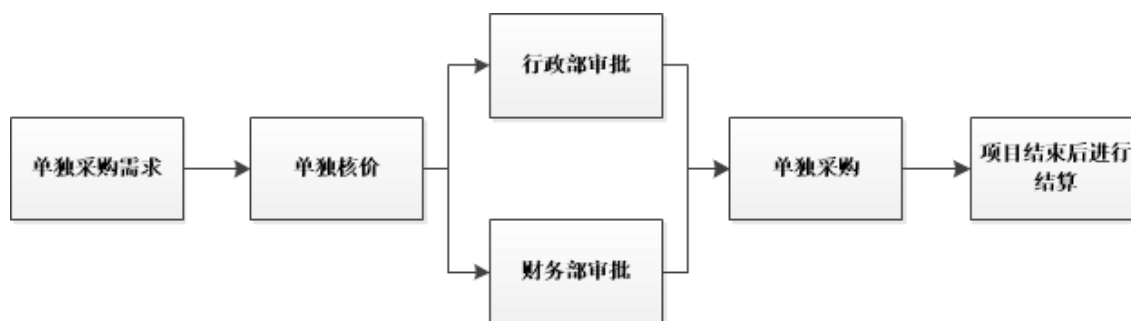 单独采购需求
单独核价
行政部审批
财务部审批
单独采购
项目结束后进行
结算